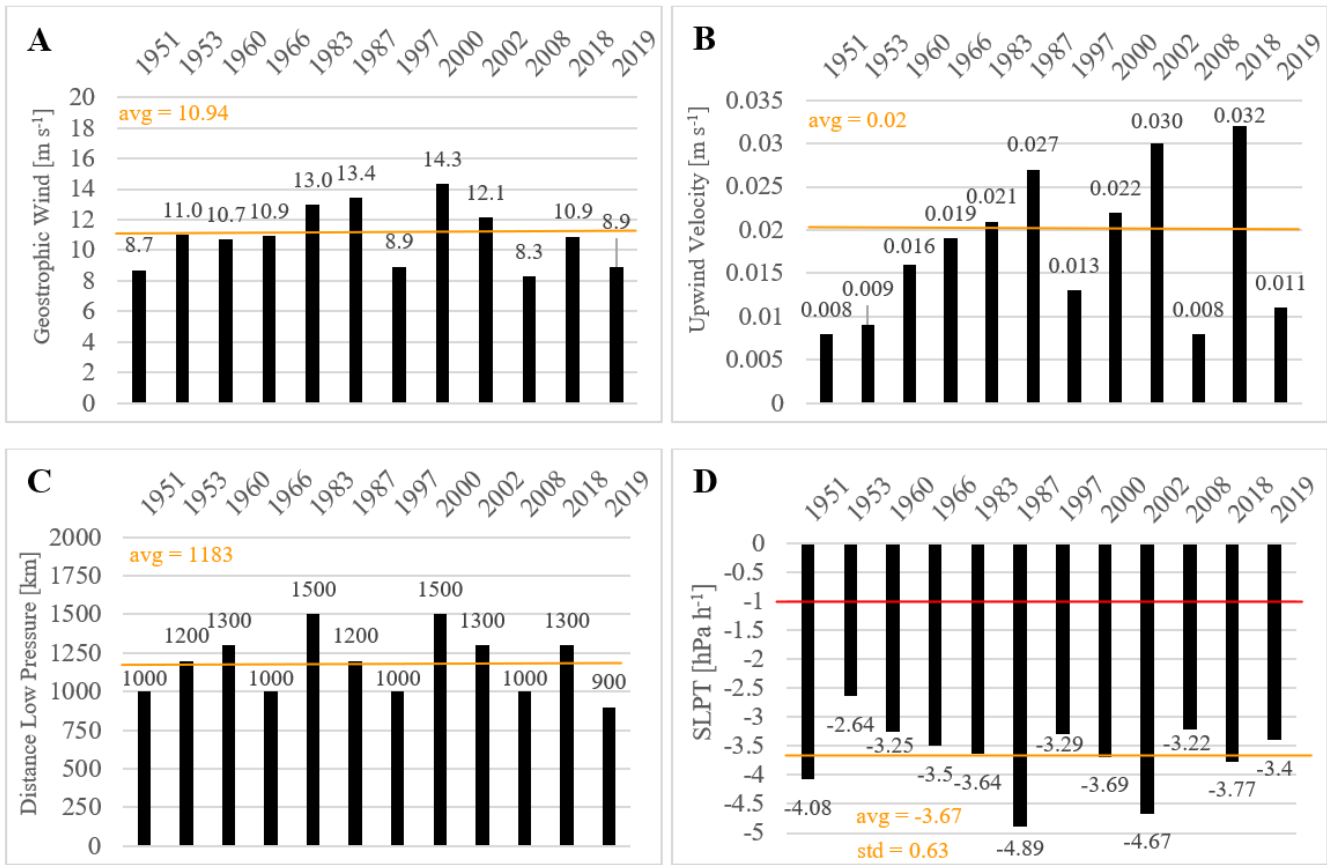 A
1951 1953 1960 1966 1983 1987 1997 2000 2002 2008 2018 2019
Geostrophic Wind [m s⁻¹]
20
18
16
14
12
10
8
6
4
2
0
avg = 10.94
8.7 11.0 10.7 10.9 13.0 13.4 8.9 14.3 12.1 8.3 10.9 8.9
B
1951 1953 1960 1966 1983 1987 1997 2000 2002 2008 2018 2019
Upwind Velocity [m s⁻¹]
0.035
0.03
0.025
0.02
0.015
0.01
0.005
0
avg = 0.02
0.008 0.009 0.016 0.019 0.021 0.027 0.013 0.022 0.030 0.008 0.032 0.011
C
1951 1953 1960 1966 1983 1987 1997 2000 2002 2008 2018 2019
Distance Low Pressure [km]
2000
1750
1500
1250
1000
750
500
250
0
avg = 1183
1000 1200 1300 1000 1500 1200 1000 1500 1300 1000 1300 900
D
1951 1953 1960 1966 1983 1987 1997 2000 2002 2008 2018 2019
SLPT [hPa h⁻¹]
0
-0.5
-1
-1.5
-2
-2.5
-3
-3.5
-4
-4.5
-5
-4.08 -2.64 -3.25 -3.5 -3.64 -4.89 -3.29 -3.69 -4.67 -3.22 -3.77 -3.4
avg = -3.67
std = 0.63